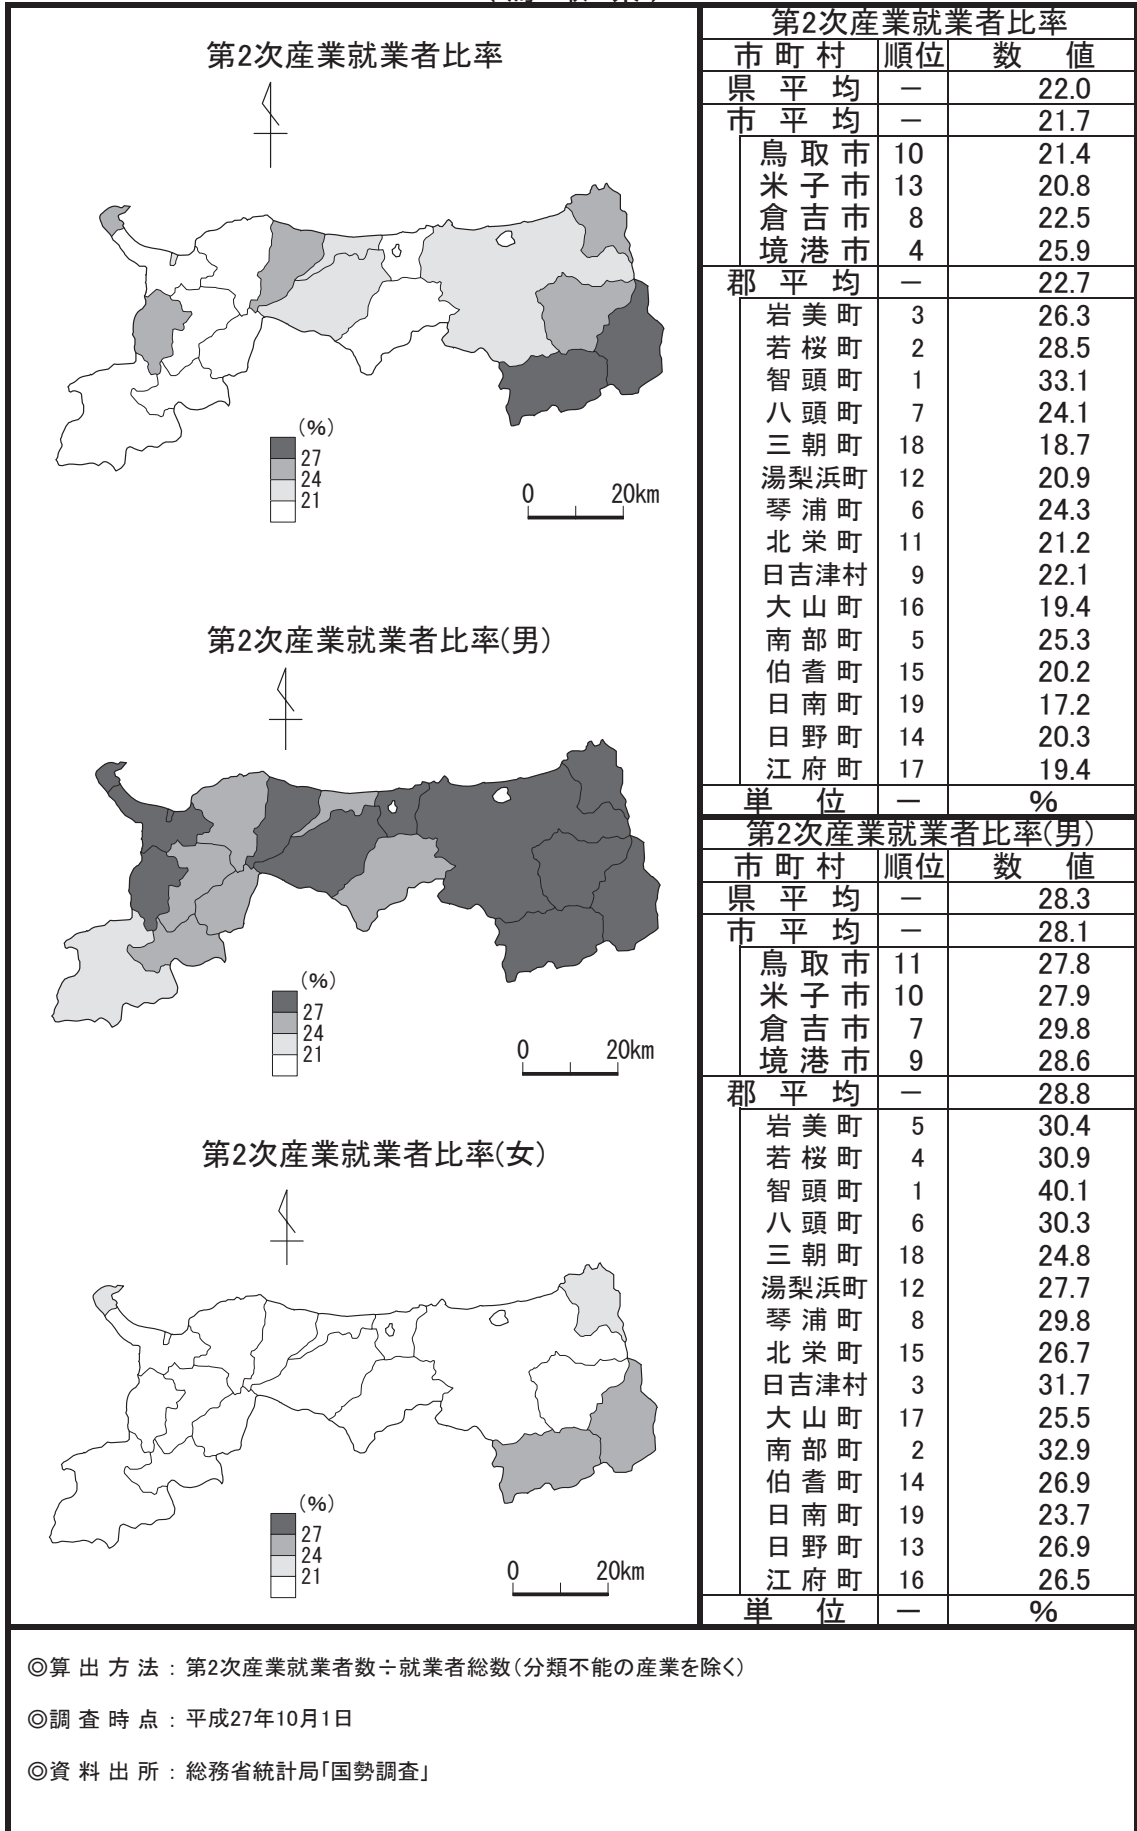 第2次産業就業者比率
(%)
27
24
21
0 20km
第2次産業就業者比率(男)
(%)
27
24
21
0 20km
第2次産業就業者比率(女)
(%)
27
24
21
0 20km
第2次産業就業者比率
市町村 順位 数値
県平均 － 22.0
市平均 － 21.7
鳥取市 10 21.4
米子市 13 20.8
倉吉市 8 22.5
境港市 4 25.9
郡平均 － 22.7
岩美町 3 26.3
若桜町 2 28.5
智頭町 1 33.1
八頭町 7 24.1
三朝町 18 18.7
湯梨浜町 12 20.9
琴浦町 6 24.3
北栄町 11 21.2
日吉津村 9 22.1
大山町 16 19.4
南部町 5 25.3
伯耆町 15 20.2
日南町 19 17.2
日野町 14 20.3
江府町 17 19.4
単位 － %
第2次産業就業者比率(男)
市町村 順位 数値
県平均 － 28.3
市平均 － 28.1
鳥取市 11 27.8
米子市 10 27.9
倉吉市 7 29.8
境港市 9 28.6
郡平均 － 28.8
岩美町 5 30.4
若桜町 4 30.9
智頭町 1 40.1
八頭町 6 30.3
三朝町 18 24.8
湯梨浜町 12 27.7
琴浦町 8 29.8
北栄町 15 26.7
日吉津村 3 31.7
大山町 17 25.5
南部町 2 32.9
伯耆町 14 26.9
日南町 19 23.7
日野町 13 26.9
江府町 16 26.5
単位 － %
◎算出方法：第2次産業就業者数÷就業者総数(分類不能の産業を除く)
◎調査時点：平成27年10月1日
◎資料出所：総務省統計局「国勢調査」